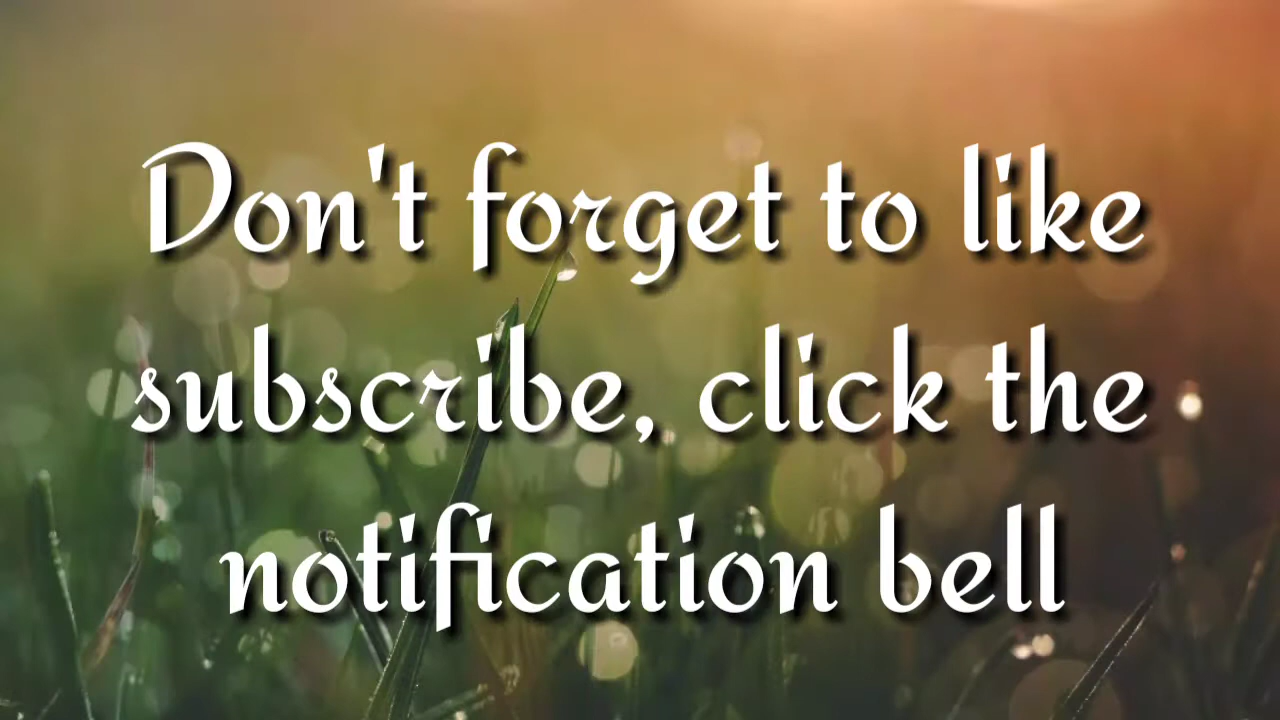 Don't forget to like
subscribe, click the
notification bell